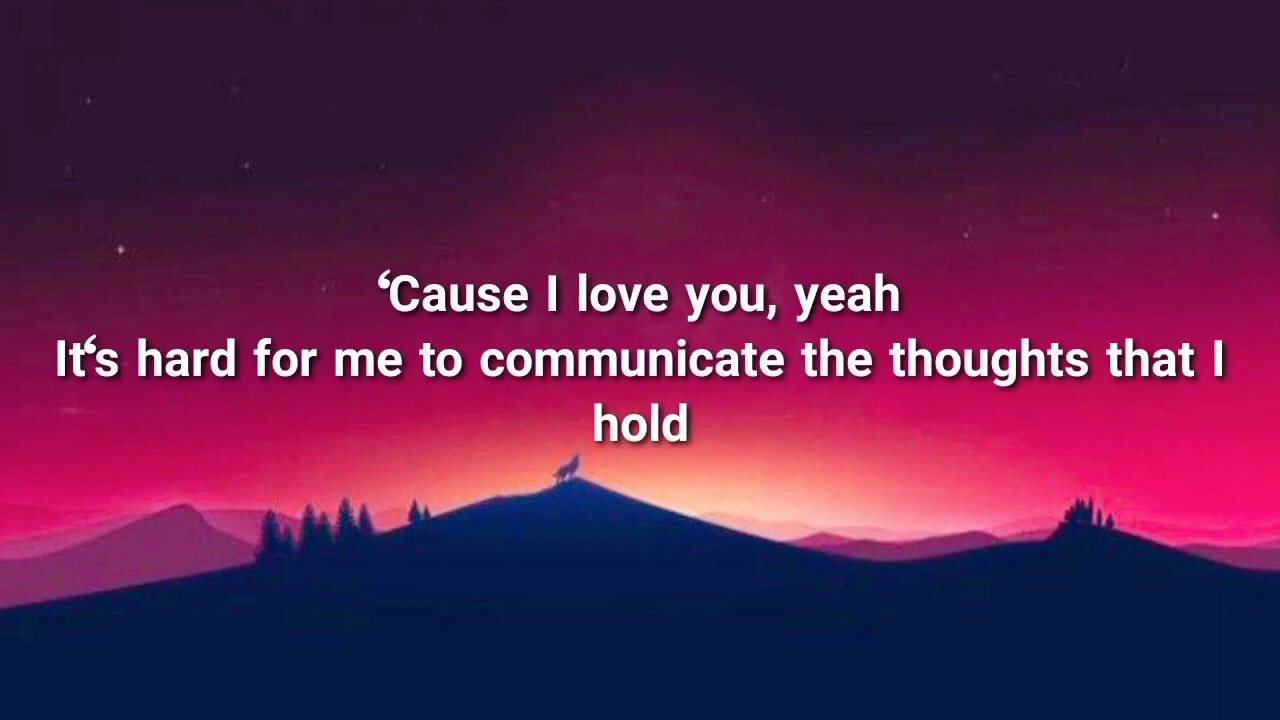 ‘Cause I love you, yeah
It‘s hard for me to communicate the thoughts that I
hold